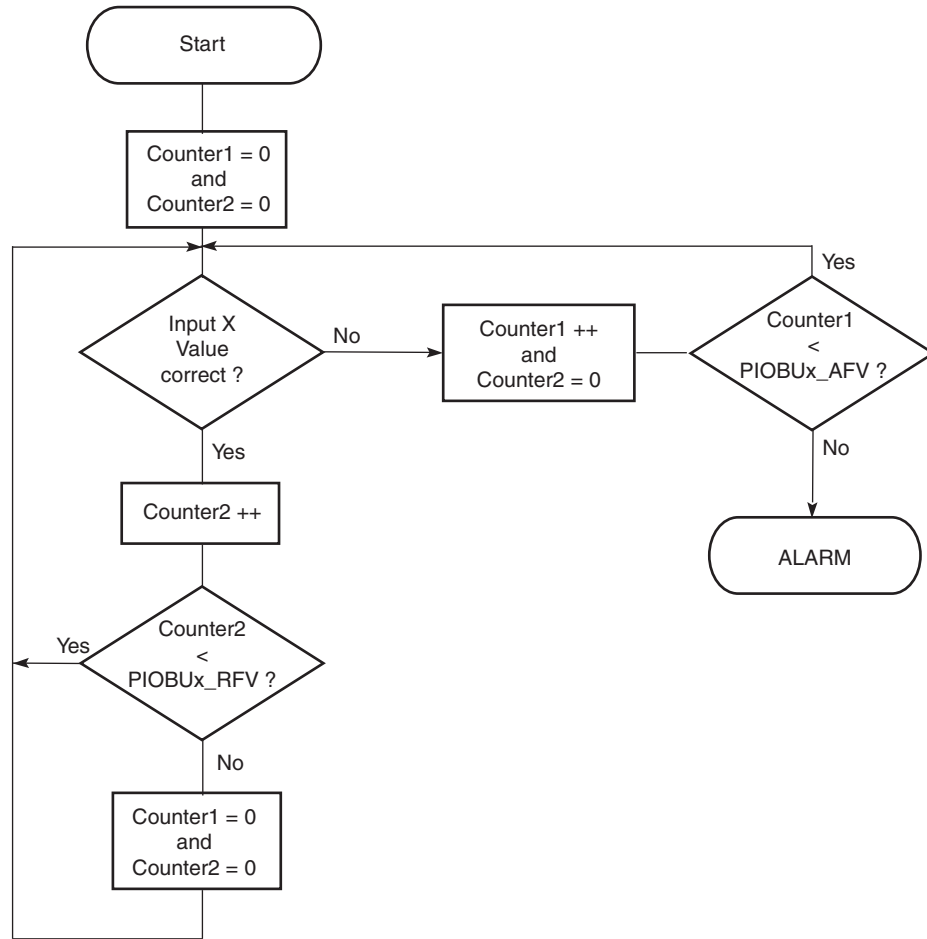 Start
Counter1 = 0
and
Counter2 = 0
Yes
Input X
Value
correct ?
No
Counter1 ++
and
Counter2 = 0
Counter1
<
PIOBUx_AFV ?
Yes
No
Counter2 ++
ALARM
Counter2
<
PIOBUx_RFV ?
Yes
No
Counter1 = 0
and
Counter2 = 0